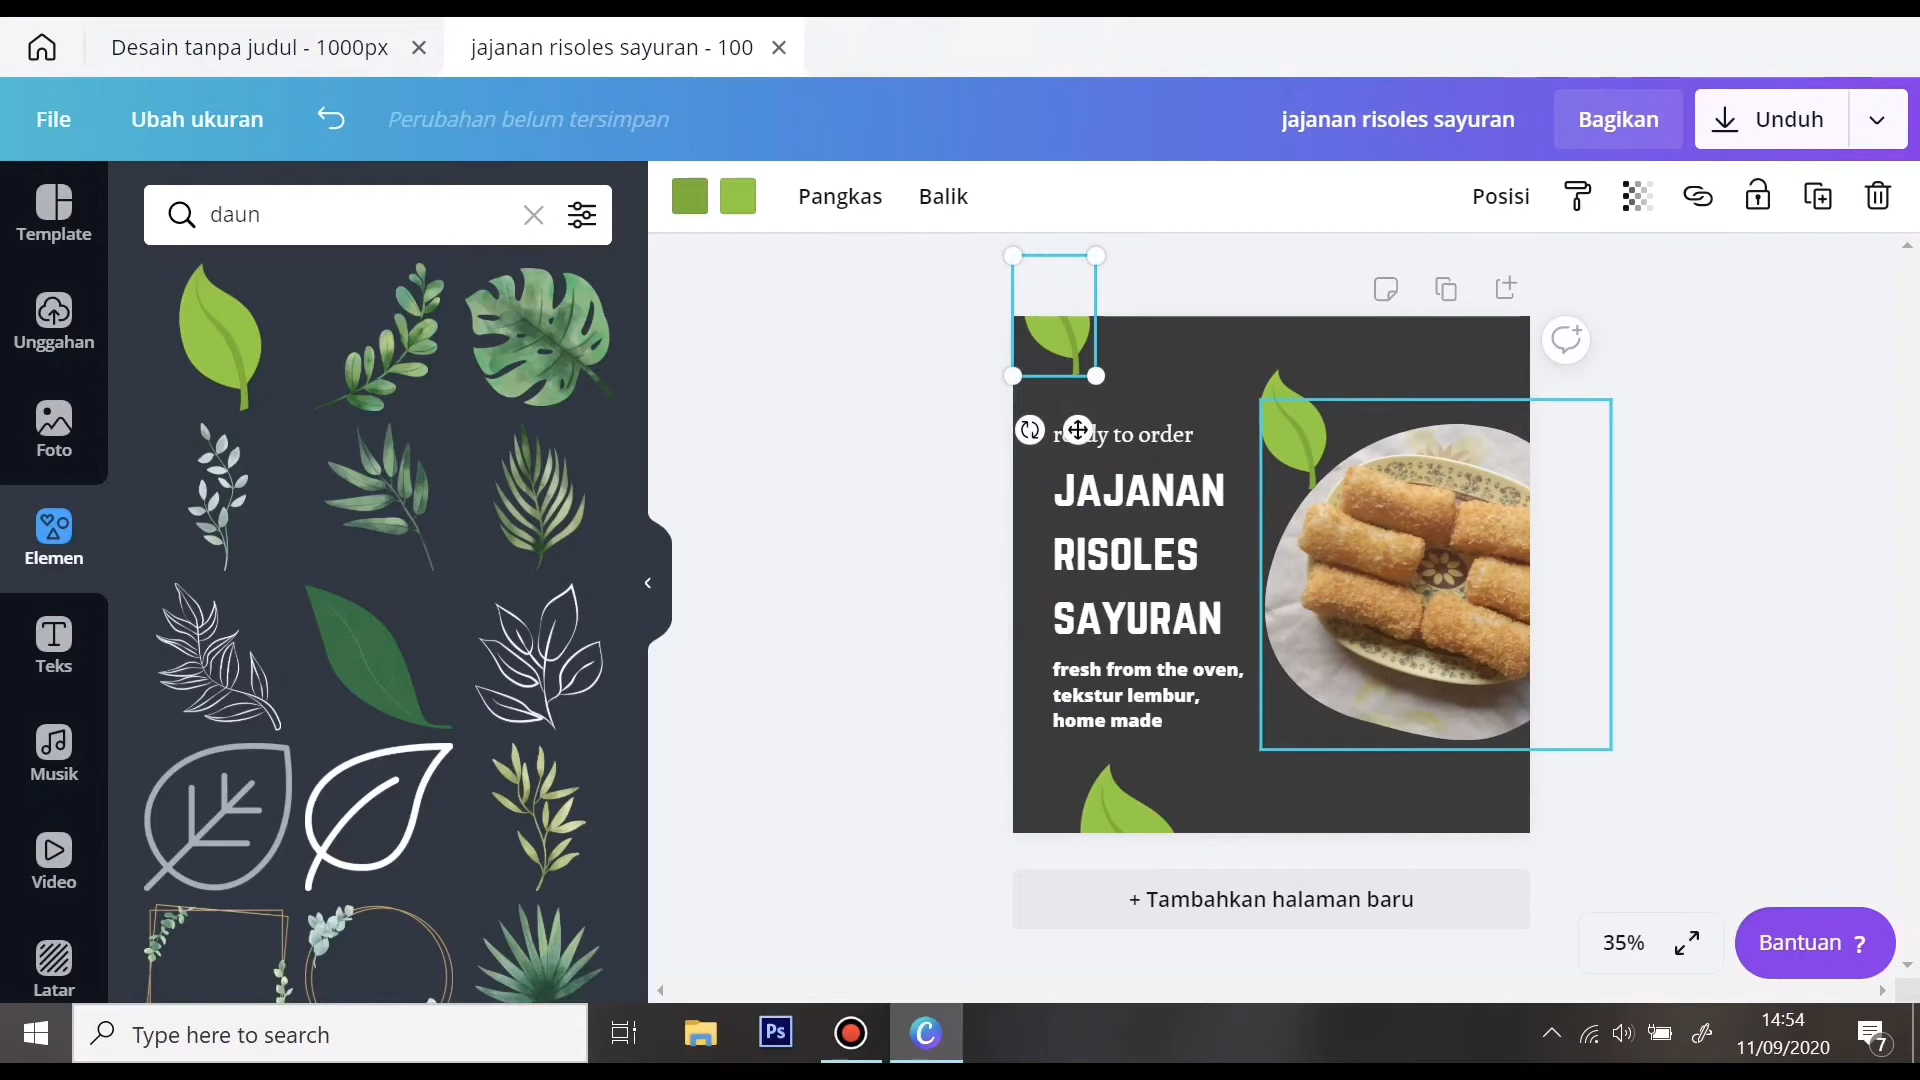 Desain tanpa judul - 1000px
jajanan risoles sayuran - 100
File
Ubah ukuran
Perubahan belum tersimpan
jajanan risoles sayuran
Bagikan
Unduh
daun
Pangkas
Balik
Posisi
Template
Unggahan
Foto
Elemen
Teks
Musik
Video
Latar
ready to order
JAJANAN
RISOLES
SAYURAN
fresh from the oven,
tekstur lembur,
home made
+ Tambahkan halaman baru
35%
Bantuan ?
Type here to search
Ps
14:54
11/09/2020
7